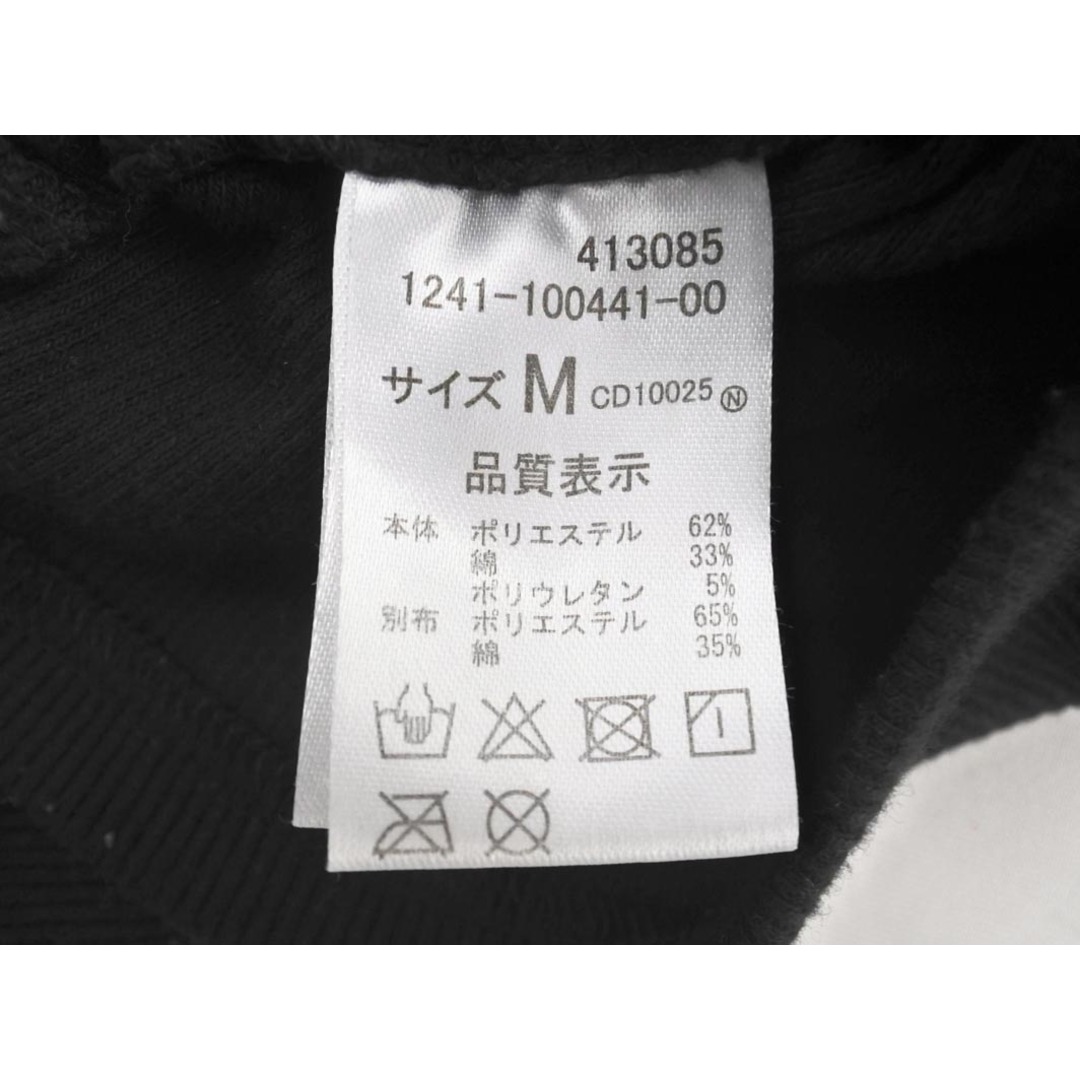 413085
1241-100441-00
サイズ M CD10025 Ⓝ
品質表示
本体 ポリエステル 62%
綿 33%
ポリウレタン 5%
別布 ポリエステル 65%
綿 35%